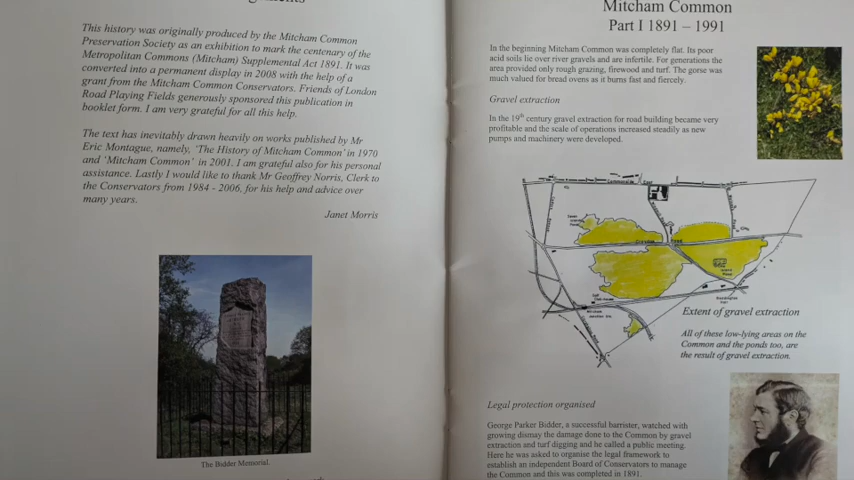 This history was originally produced by the Mitcham Common
Preservation Society as an exhibition to mark the centenary of the
Metropolitan Commons (Mitcham) Supplemental Act 1891. It was
converted into a permanent display in 2008 with the help of a
grant from the Mitcham Common Conservators. Friends of London
Road Playing Fields generously sponsored this publication in
booklet form. I am very grateful for all this help.
The text has inevitably drawn heavily on works published by Mr
Eric Montague, namely, 'The History of Mitcham Common' in 1970
and 'Mitcham Common' in 2001. I am grateful also for his personal
assistance. Lastly I would like to thank Mr Geoffrey Norris, Clerk to
the Conservators from 1984 - 2006, for his help and advice over
many years.
Janet Morris
The Bidder Memorial.
Mitcham Common
Part I 1891 – 1991
In the beginning Mitcham Common was completely flat. Its poor
acid soils lie over river gravels and are infertile. For generations the
area provided only rough grazing, firewood and turf. The gorse was
much valued for bread ovens as it burns fast and fiercely.
Gravel extraction
In the 19th century gravel extraction for road building became very
profitable and the scale of operations increased steadily as new
pumps and machinery were developed.
Croydon Road
Extent of gravel extraction
All of these low-lying areas on the
Common and the ponds too, are
the result of gravel extraction.
Legal protection organised
George Parker Bidder, a successful barrister, watched with
growing dismay the damage done to the Common by gravel
extraction and turf digging and he called a public meeting.
Here he was asked to organise the legal framework to
establish an independent Board of Conservators to manage
the Common and this was completed in 1891.